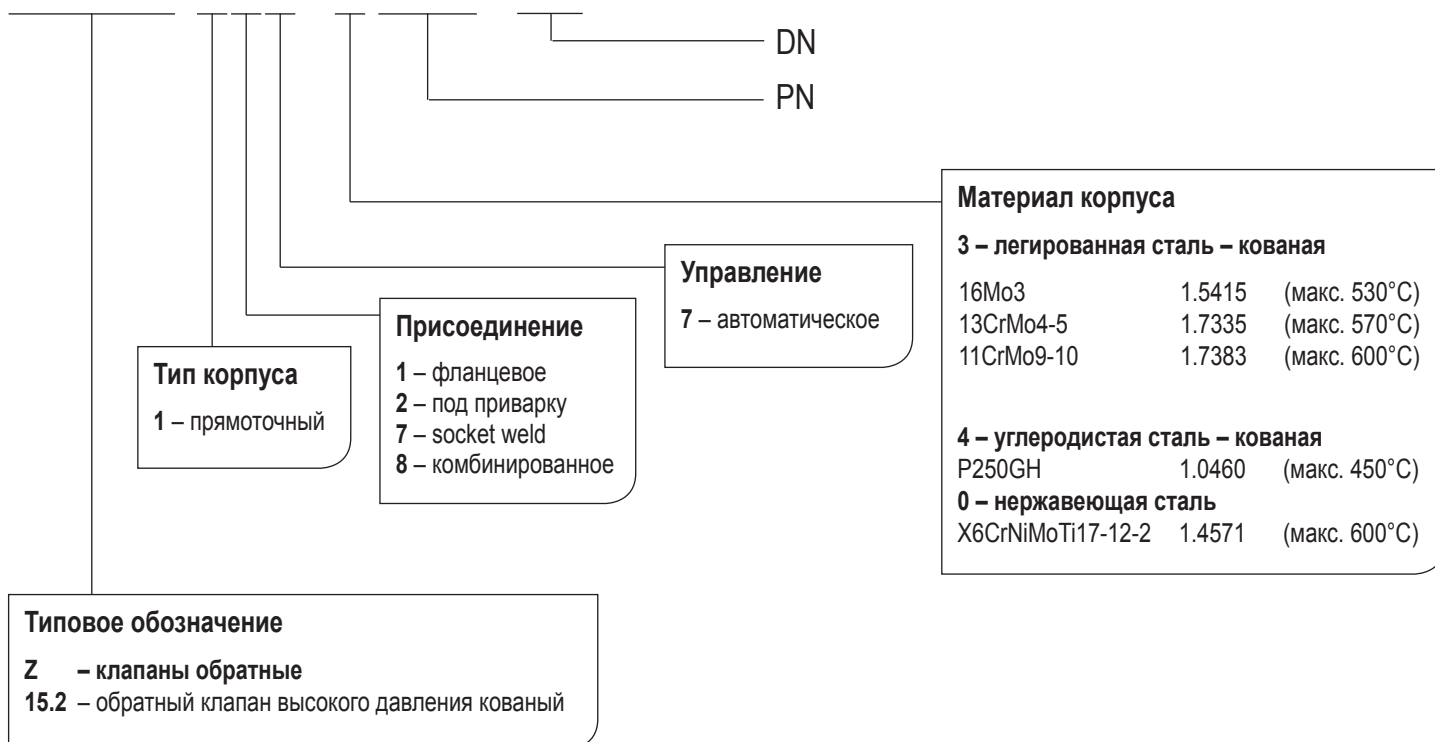 DN
PN
Материал корпуса
3 – легированная сталь – кованая
16Mo3 1.5415 (макс. 530°C)
13CrMo4-5 1.7335 (макс. 570°C)
11CrMo9-10 1.7383 (макс. 600°C)
4 – углеродистая сталь – кованая
P250GH 1.0460 (макс. 450°C)
0 – нержавеющая сталь
X6CrNiMoTi17-12-2 1.4571 (макс. 600°C)
Управление
7 – автоматическое
Присоединение
1 – фланцевое
2 – под приварку
7 – socket weld
8 – комбинированное
Тип корпуса
1 – прямоточный
Типовое обозначение
Z – клапаны обратные
15.2 – обратный клапан высокого давления кованый